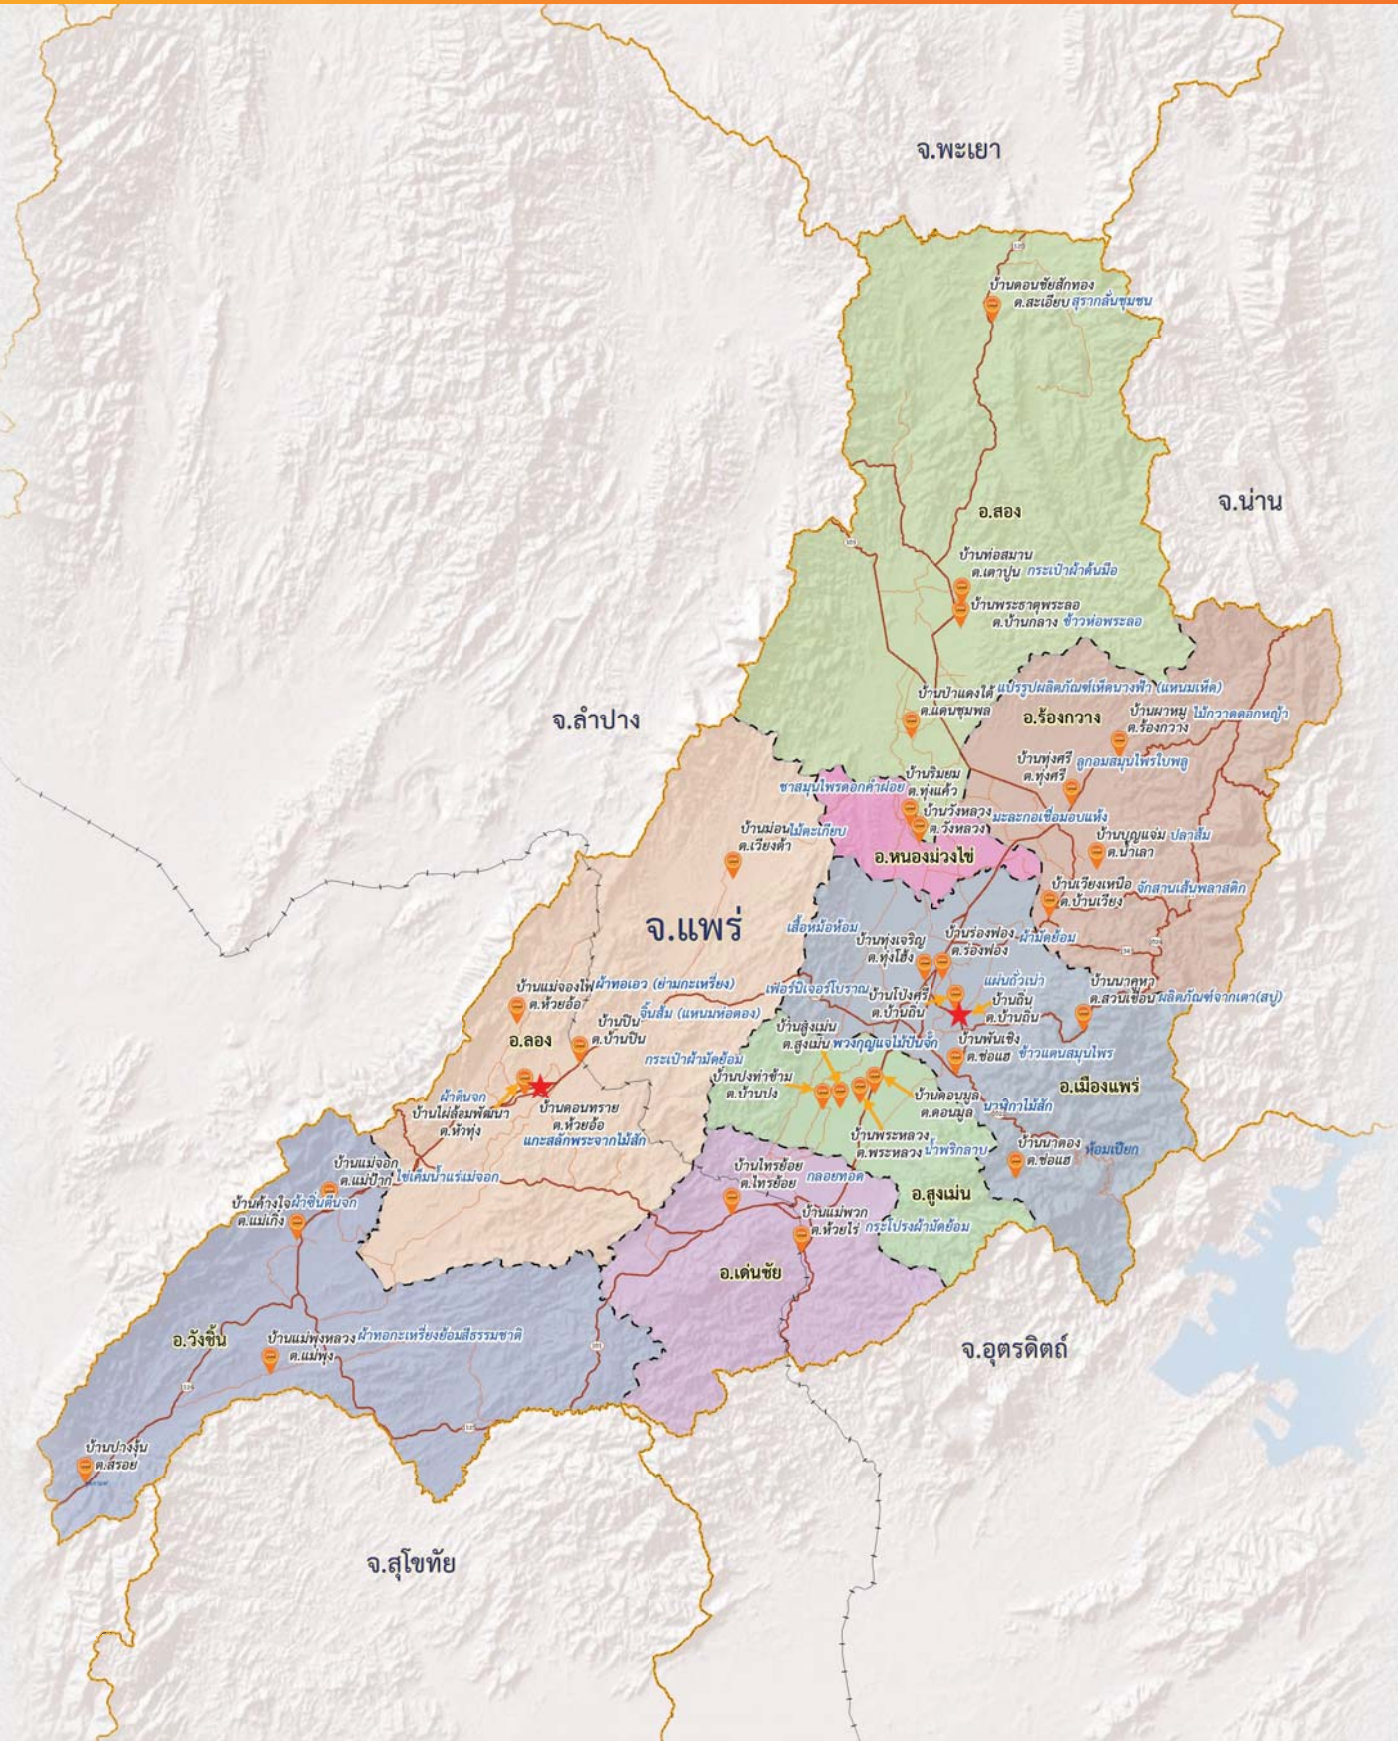 จ.พะเยา
บ้านดอนชัยสักทอง
ต.สะเอียบ สุรากลั่นชุมชน
จ.น่าน
อ.สอง
บ้านท่อสมาน
ต.เตาปูน กระเป๋าผ้าด้นมือ
บ้านพระธาตุพระลอ
ต.บ้านกลาง ข้าวห่อพระลอ
จ.ลำปาง
บ้านป่าแดงใต้ แปรรูปผลิตภัณฑ์เห็ดนางฟ้า (แหนมเห็ด)
ต.แดนชุมพล
อ.ร้องกวาง
บ้านผาหมู ไม้กวาดดอกหญ้า
ต.ร้องกวาง
บ้านทุ่งศรี ลูกอมสมุนไพรใบพลู
ต.ทุ่งศรี
บ้านริมยม
ชาสมุนไพรดอกคำฝอย ต.ทุ่งแค้ว
บ้านวังหลวง มะละกอเชื่อมอบแห้ง
ต.วังหลวง
บ้านบุญแจ่ม ปลาส้ม
ต.น้ำเลา
บ้านม่อน ไม้ตะเกียบ
ต.เวียงต้า
อ.หนองม่วงไข่
บ้านเวียงเหนือ จักสานเส้นพลาสติก
ต.บ้านเวียง
จ.แพร่
เสื้อหม้อห้อม
บ้านทุ่งเจริญ
ต.ทุ่งโฮ้ง
บ้านร่องฟอง ผ้ามัดย้อม
ต.ร่องฟอง
แผ่นถั่วเน่า
บ้านถิ่น
ต.บ้านถิ่น
บ้านนาคูหา
ต.สวนเขื่อน ผลิตภัณฑ์จากเตา(สบู่)
เฟอร์นิเจอร์โบราณ บ้านโป่งศรี
ต.บ้านถิ่น
บ้านแม่จองไฟ ผ้าทอเอว (ย่ามกะเหรี่ยง)
ต.ห้วยอ้อ
จิ๊นส้ม (แหนมห่อตอง)
บ้านปิน
ต.บ้านปิน
อ.ลอง
บ้านสูงเม่น
ต.สูงเม่น พวงกุญแจไม้ปั้นจั๊ก
บ้านพันเชิง
ต.ช่อแฮ ข้าวแตนสมุนไพร
กระเป๋าผ้ามัดย้อม
บ้านปงท่าข้าม
ต.บ้านปง
อ.เมืองแพร่
ผ้าตีนจก
บ้านไผ่ล้อมพัฒนา
ต.หัวทุ่ง
บ้านดอนทราย
ต.ห้วยอ้อ
แกะสลักพระจากไม้สัก
บ้านดอนมูล
ต.ดอนมูล นาฬิกาไม้สัก
บ้านพระหลวง
ต.พระหลวง น้ำพริกลาบ
บ้านนาตอง ห้อมเปียก
ต.ช่อแฮ
บ้านแม่จอก
ต.แม่ป้าก ไข่เค็มน้ำแร่แม่จอก
บ้านไทรย้อย กลอยทอด
ต.ไทรย้อย
อ.สูงเม่น
บ้านค้างใจ ผ้าซิ่นตีนจก
ต.แม่เกิ๋ง
บ้านแม่พวก
ต.ห้วยไร่ กระโปรงผ้ามัดย้อม
อ.เด่นชัย
อ.วังชิ้น
บ้านแม่พุงหลวง ผ้าทอกะเหรี่ยงย้อมสีธรรมชาติ
ต.แม่พุง
จ.อุตรดิตถ์
บ้านปางงุ้น
ต.สรอย
จ.สุโขทัย